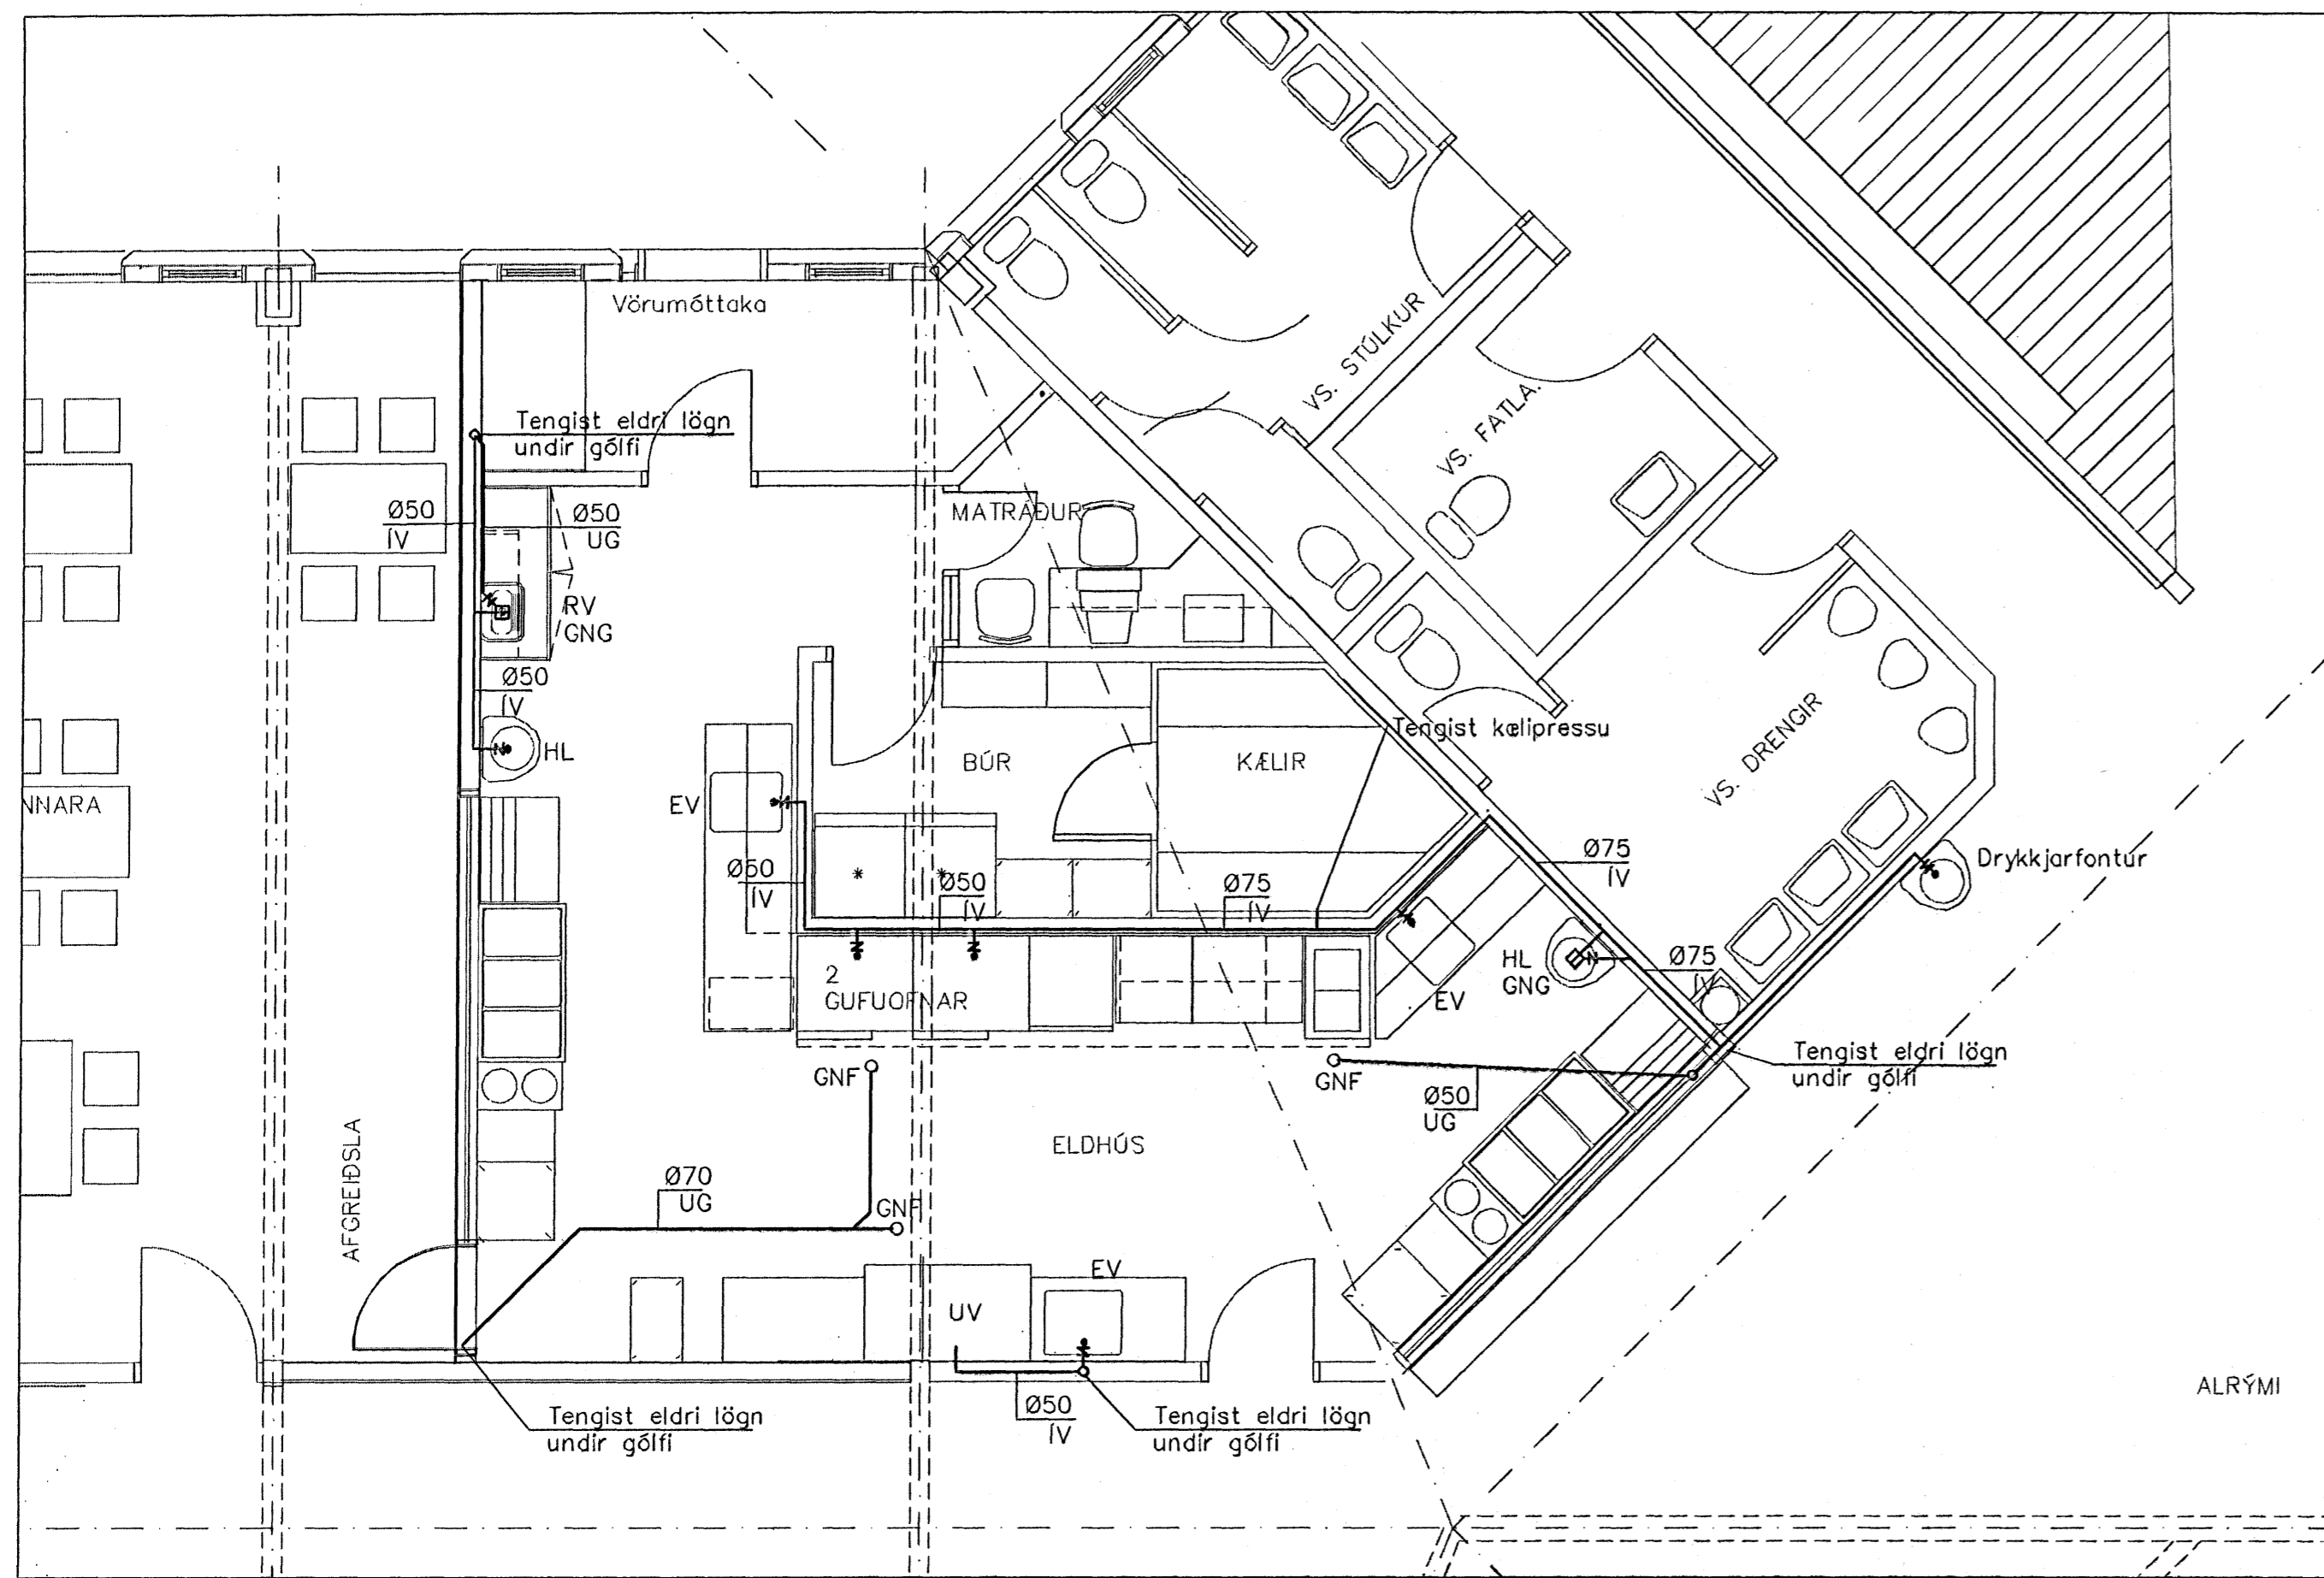 Vörumóttaka
VS. STÚLKUR
VS. FATLA.
Tengist eldri lögn
undir gólfi
Ø50
ÍV
Ø50
UG
MATRÁÐUR
RV
GNG
Ø50
ÍV
HL
Tengist kælipressu
VS. DRENGIR
BÚR
KÆLIR
EV
NNARA
Ø50
ÍV
Ø50
ÍV
Ø75
ÍV
Ø75
ÍV
Drykkjarfontur
2
GUFUOFNAR
HL
GNG
EV
Ø75
ÍV
Tengist eldri lögn
undir gólfi
GNF
GNF
Ø50
UG
AFGREIÐSLA
ELDHÚS
Ø70
UG
GNF
EV
UV
Ø50
ÍV
Tengist eldri lögn
undir gólfi
Tengist eldri lögn
undir gólfi
ALRÝMI